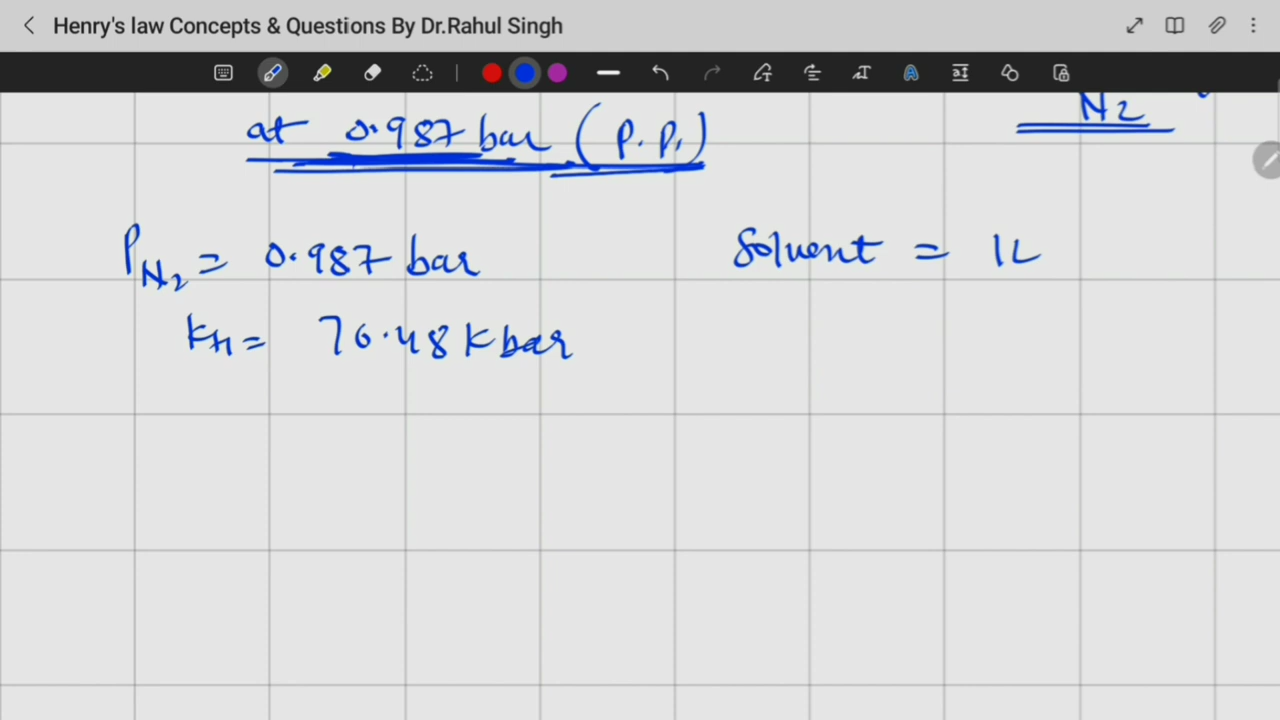 Henry's law Concepts & Questions By Dr.Rahul Singh
N2
at 0.987 bar (P.P.)
PN2 = 0.987 bar
Solvent = 1L
KH = 76.48 K bar